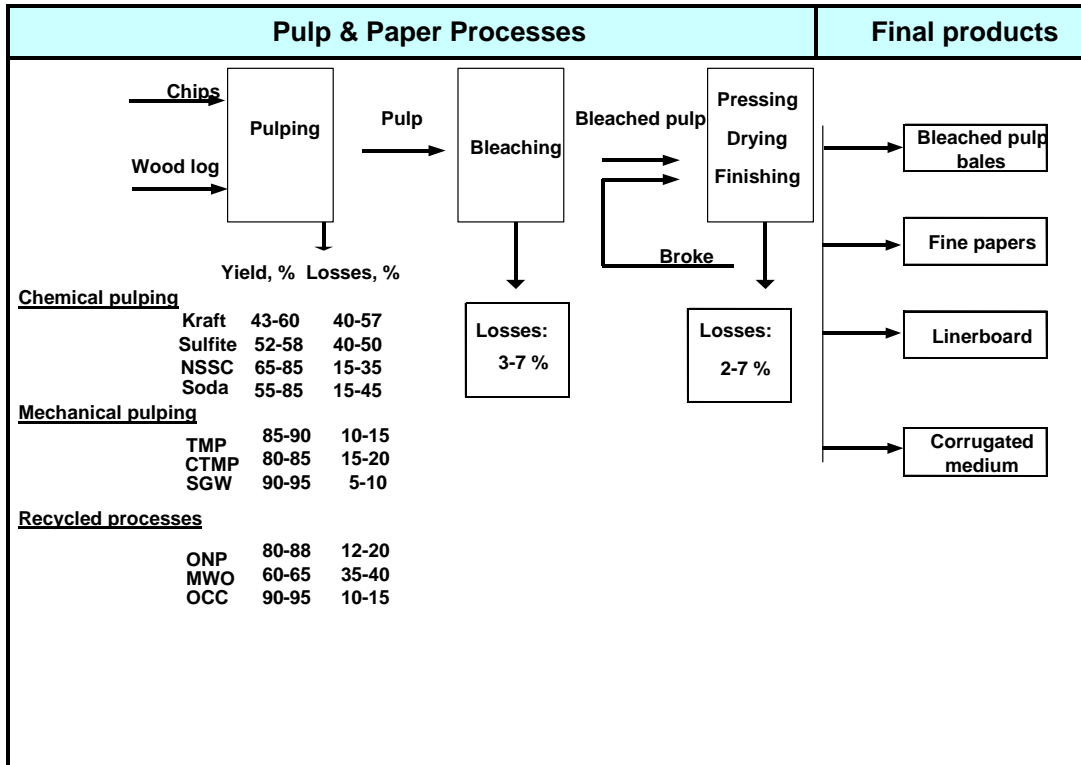 Pulp & Paper Processes
Final products
Chips
Wood log
Pulping
Pulp
Bleaching
Bleached pulp
Pressing
Drying
Finishing
Broke
Bleached pulp
bales
Fine papers
Linerboard
Corrugated
medium
Yield, % Losses, %
Chemical pulping
Kraft 43-60 40-57
Sulfite 52-58 40-50
NSSC 65-85 15-35
Soda 55-85 15-45
Mechanical pulping
TMP 85-90 10-15
CTMP 80-85 15-20
SGW 90-95 5-10
Recycled processes
ONP 80-88 12-20
MWO 60-65 35-40
OCC 90-95 10-15
Losses:
3-7 %
Losses:
2-7 %